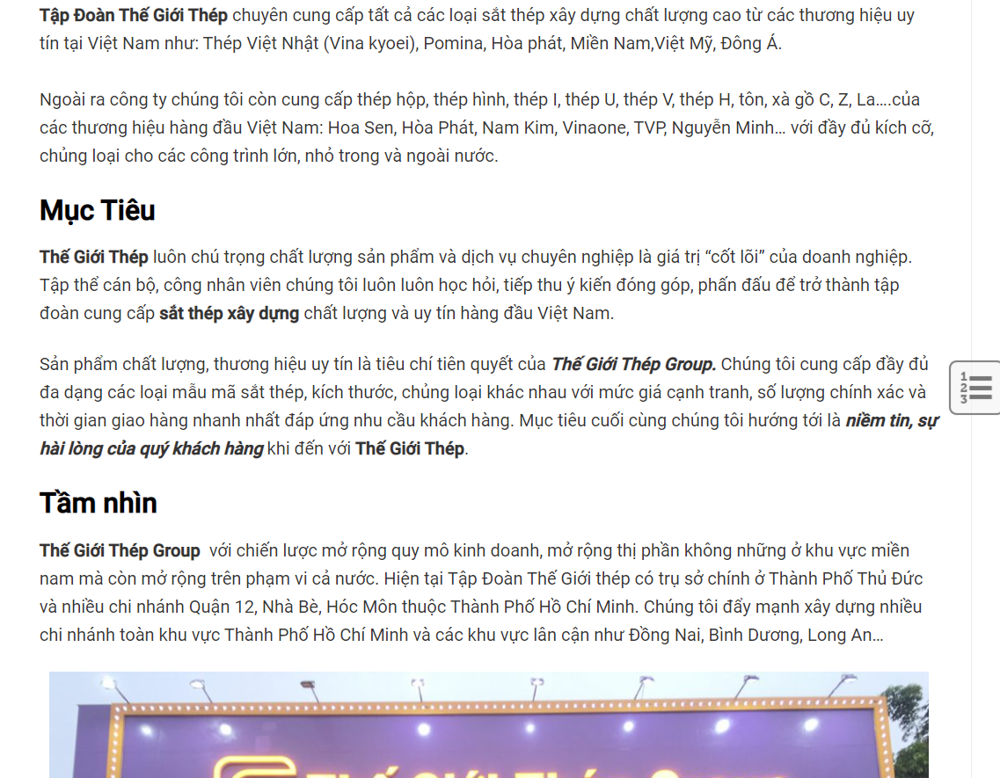 Tập Đoàn Thế Giới Thép chuyên cung cấp tất cả các loại sắt thép xây dựng chất lượng cao từ các thương hiệu uy
tín tại Việt Nam như: Thép Việt Nhật (Vina kyoei), Pomina, Hòa phát, Miền Nam,Việt Mỹ, Đông Á.
Ngoài ra công ty chúng tôi còn cung cấp thép hộp, thép hình, thép I, thép U, thép V, thép H, tôn, xà gồ C, Z, La....của
các thương hiệu hàng đầu Việt Nam: Hoa Sen, Hòa Phát, Nam Kim, Vinaone, TVP, Nguyễn Minh... với đầy đủ kích cỡ,
chủng loại cho các công trình lớn, nhỏ trong và ngoài nước.
Mục Tiêu
Thế Giới Thép luôn chú trọng chất lượng sản phẩm và dịch vụ chuyên nghiệp là giá trị “cốt lõi” của doanh nghiệp.
Tập thể cán bộ, công nhân viên chúng tôi luôn luôn học hỏi, tiếp thu ý kiến đóng góp, phấn đấu để trở thành tập
đoàn cung cấp sắt thép xây dựng chất lượng và uy tín hàng đầu Việt Nam.
Sản phẩm chất lượng, thương hiệu uy tín là tiêu chí tiên quyết của Thế Giới Thép Group. Chúng tôi cung cấp đầy đủ
đa dạng các loại mẫu mã sắt thép, kích thước, chủng loại khác nhau với mức giá cạnh tranh, số lượng chính xác và
thời gian giao hàng nhanh nhất đáp ứng nhu cầu khách hàng. Mục tiêu cuối cùng chúng tôi hướng tới là niềm tin, sự
hài lòng của quý khách hàng khi đến với Thế Giới Thép.
1
2
3
Tầm nhìn
Thế Giới Thép Group với chiến lược mở rộng quy mô kinh doanh, mở rộng thị phần không những ở khu vực miền
nam mà còn mở rộng trên phạm vi cả nước. Hiện tại Tập Đoàn Thế Giới thép có trụ sở chính ở Thành Phố Thủ Đức
và nhiều chi nhánh Quận 12, Nhà Bè, Hóc Môn thuộc Thành Phố Hồ Chí Minh. Chúng tôi đẩy mạnh xây dựng nhiều
chi nhánh toàn khu vực Thành Phố Hồ Chí Minh và các khu vực lân cận như Đồng Nai, Bình Dương, Long An...